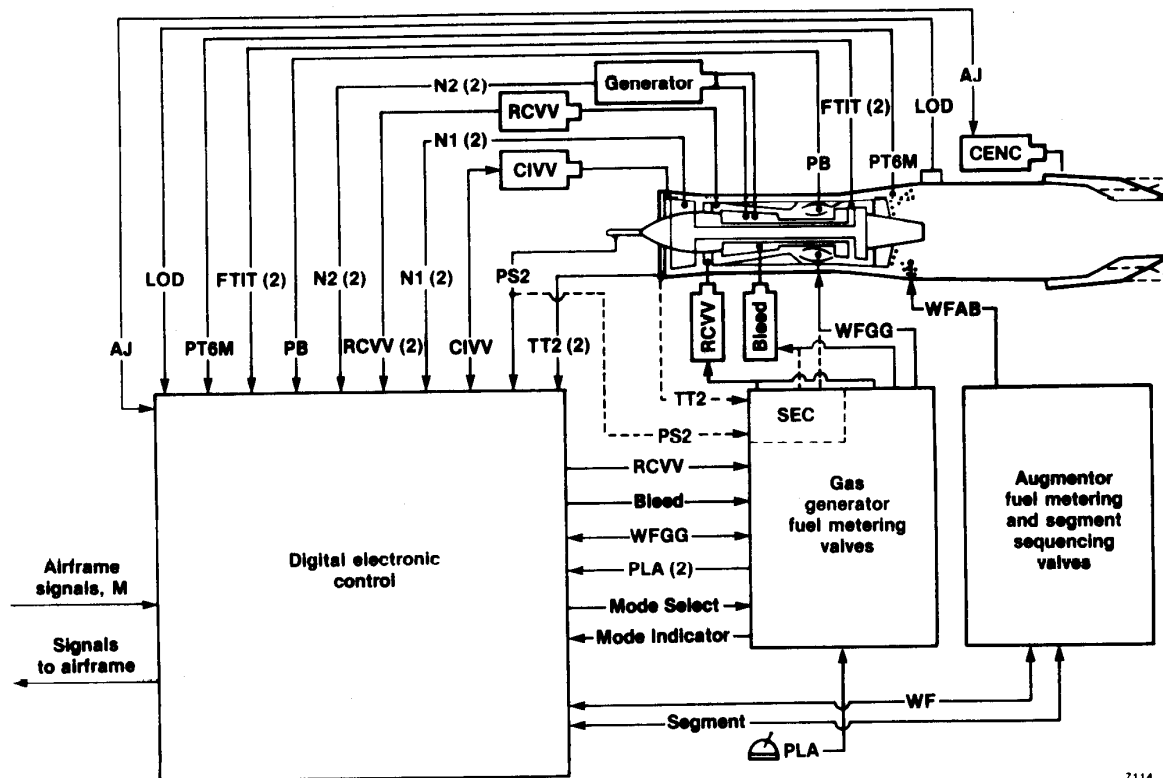 Generator
N2 (2)
RCVV
N1 (2)
CIVV
FTIT (2)
LOD
AJ
CENC
PB
PT6M
LOD
FTIT (2)
N2 (2)
N1 (2)
PS2
AJ
PT6M
PB
RCVV (2)
CIVV
TT2 (2)
RCVV
Bleed
WFGG
WFAB
TT2
SEC
PS2
RCVV
Bleed
WFGG
PLA (2)
Mode Select
Mode Indicator
Gas
generator
fuel metering
valves
Augmentor
fuel metering
and segment
sequencing
valves
Digital electronic
control
Airframe
signals, M
Signals
to airframe
WF
Segment
PLA
7114